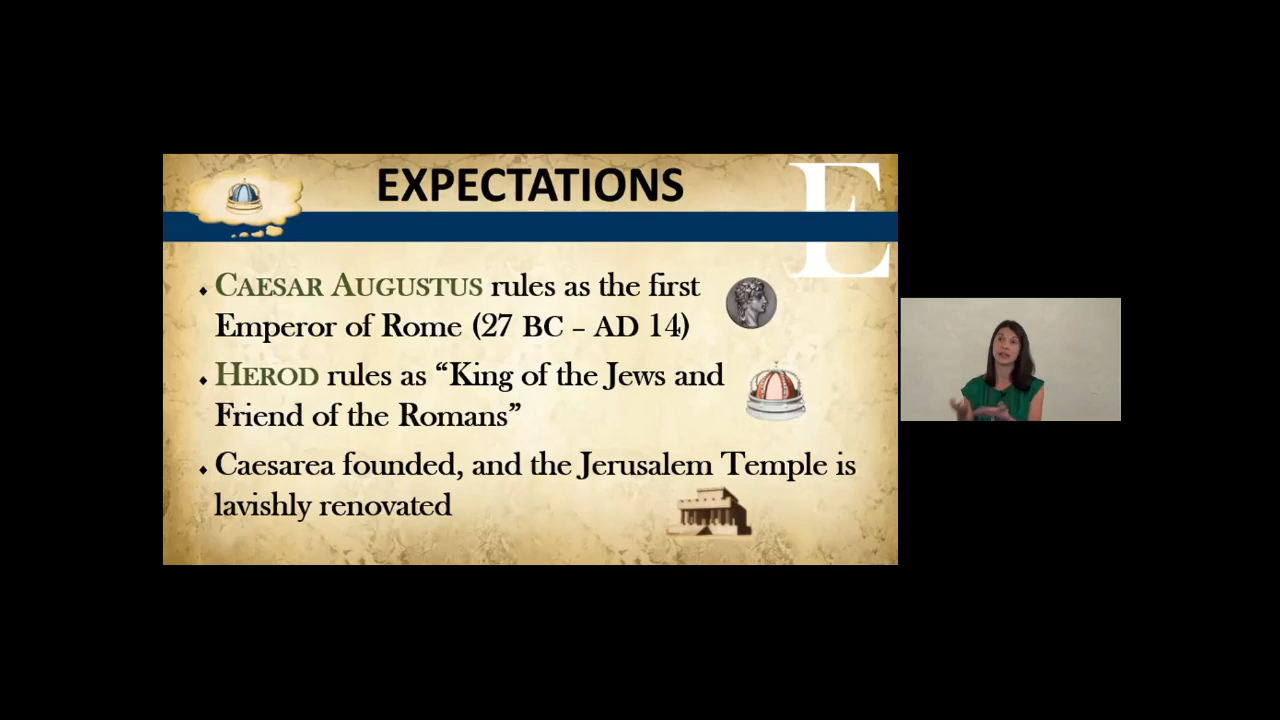 EXPECTATIONS
E
⬩ CAESAR AUGUSTUS rules as the first
Emperor of Rome (27 BC – AD 14)
⬩ HEROD rules as “King of the Jews and
Friend of the Romans”
⬩ Caesarea founded, and the Jerusalem Temple is
lavishly renovated